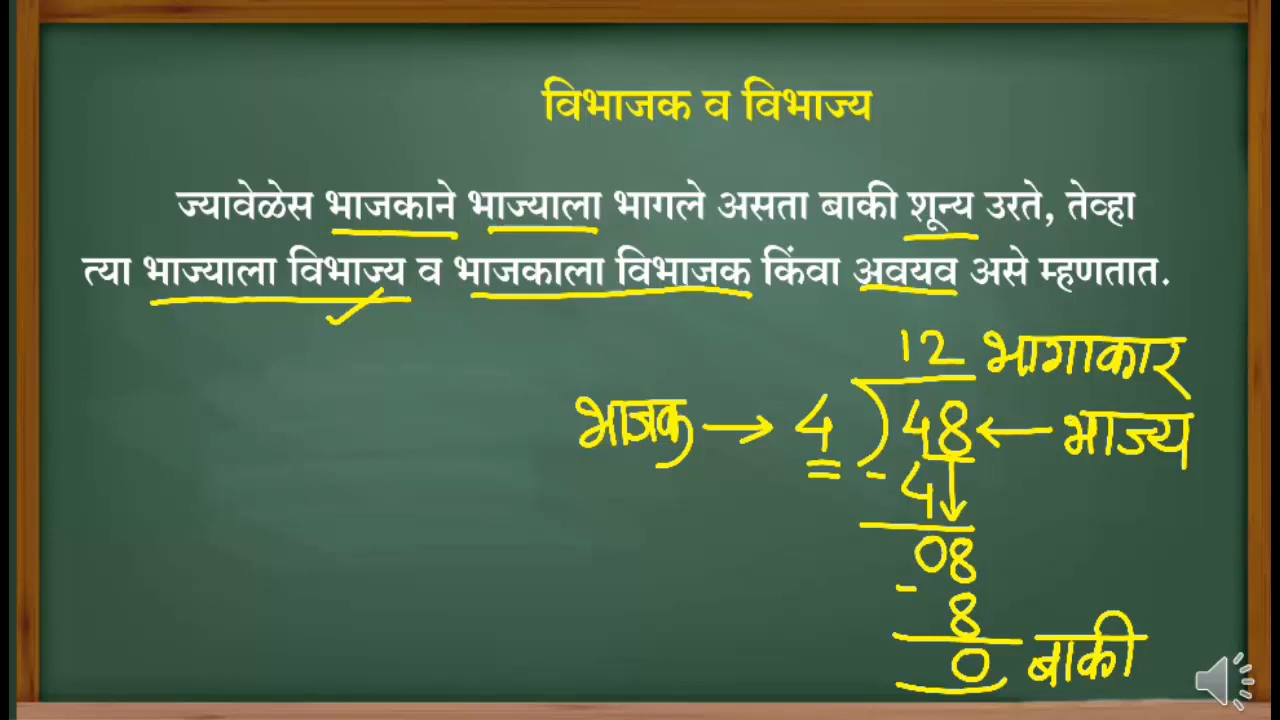 विभाजक व विभाज्य
ज्यावेळेस भाजकाने भाज्याला भागले असता बाकी शून्य उरते, तेव्हा
त्या भाज्याला विभाज्य व भाजकाला विभाजक किंवा अवयव असे म्हणतात.
12 भागाकार
भाजक → 4 ) 48 ← भाज्य
- 4 ↓
08
- 8
0 बाकी